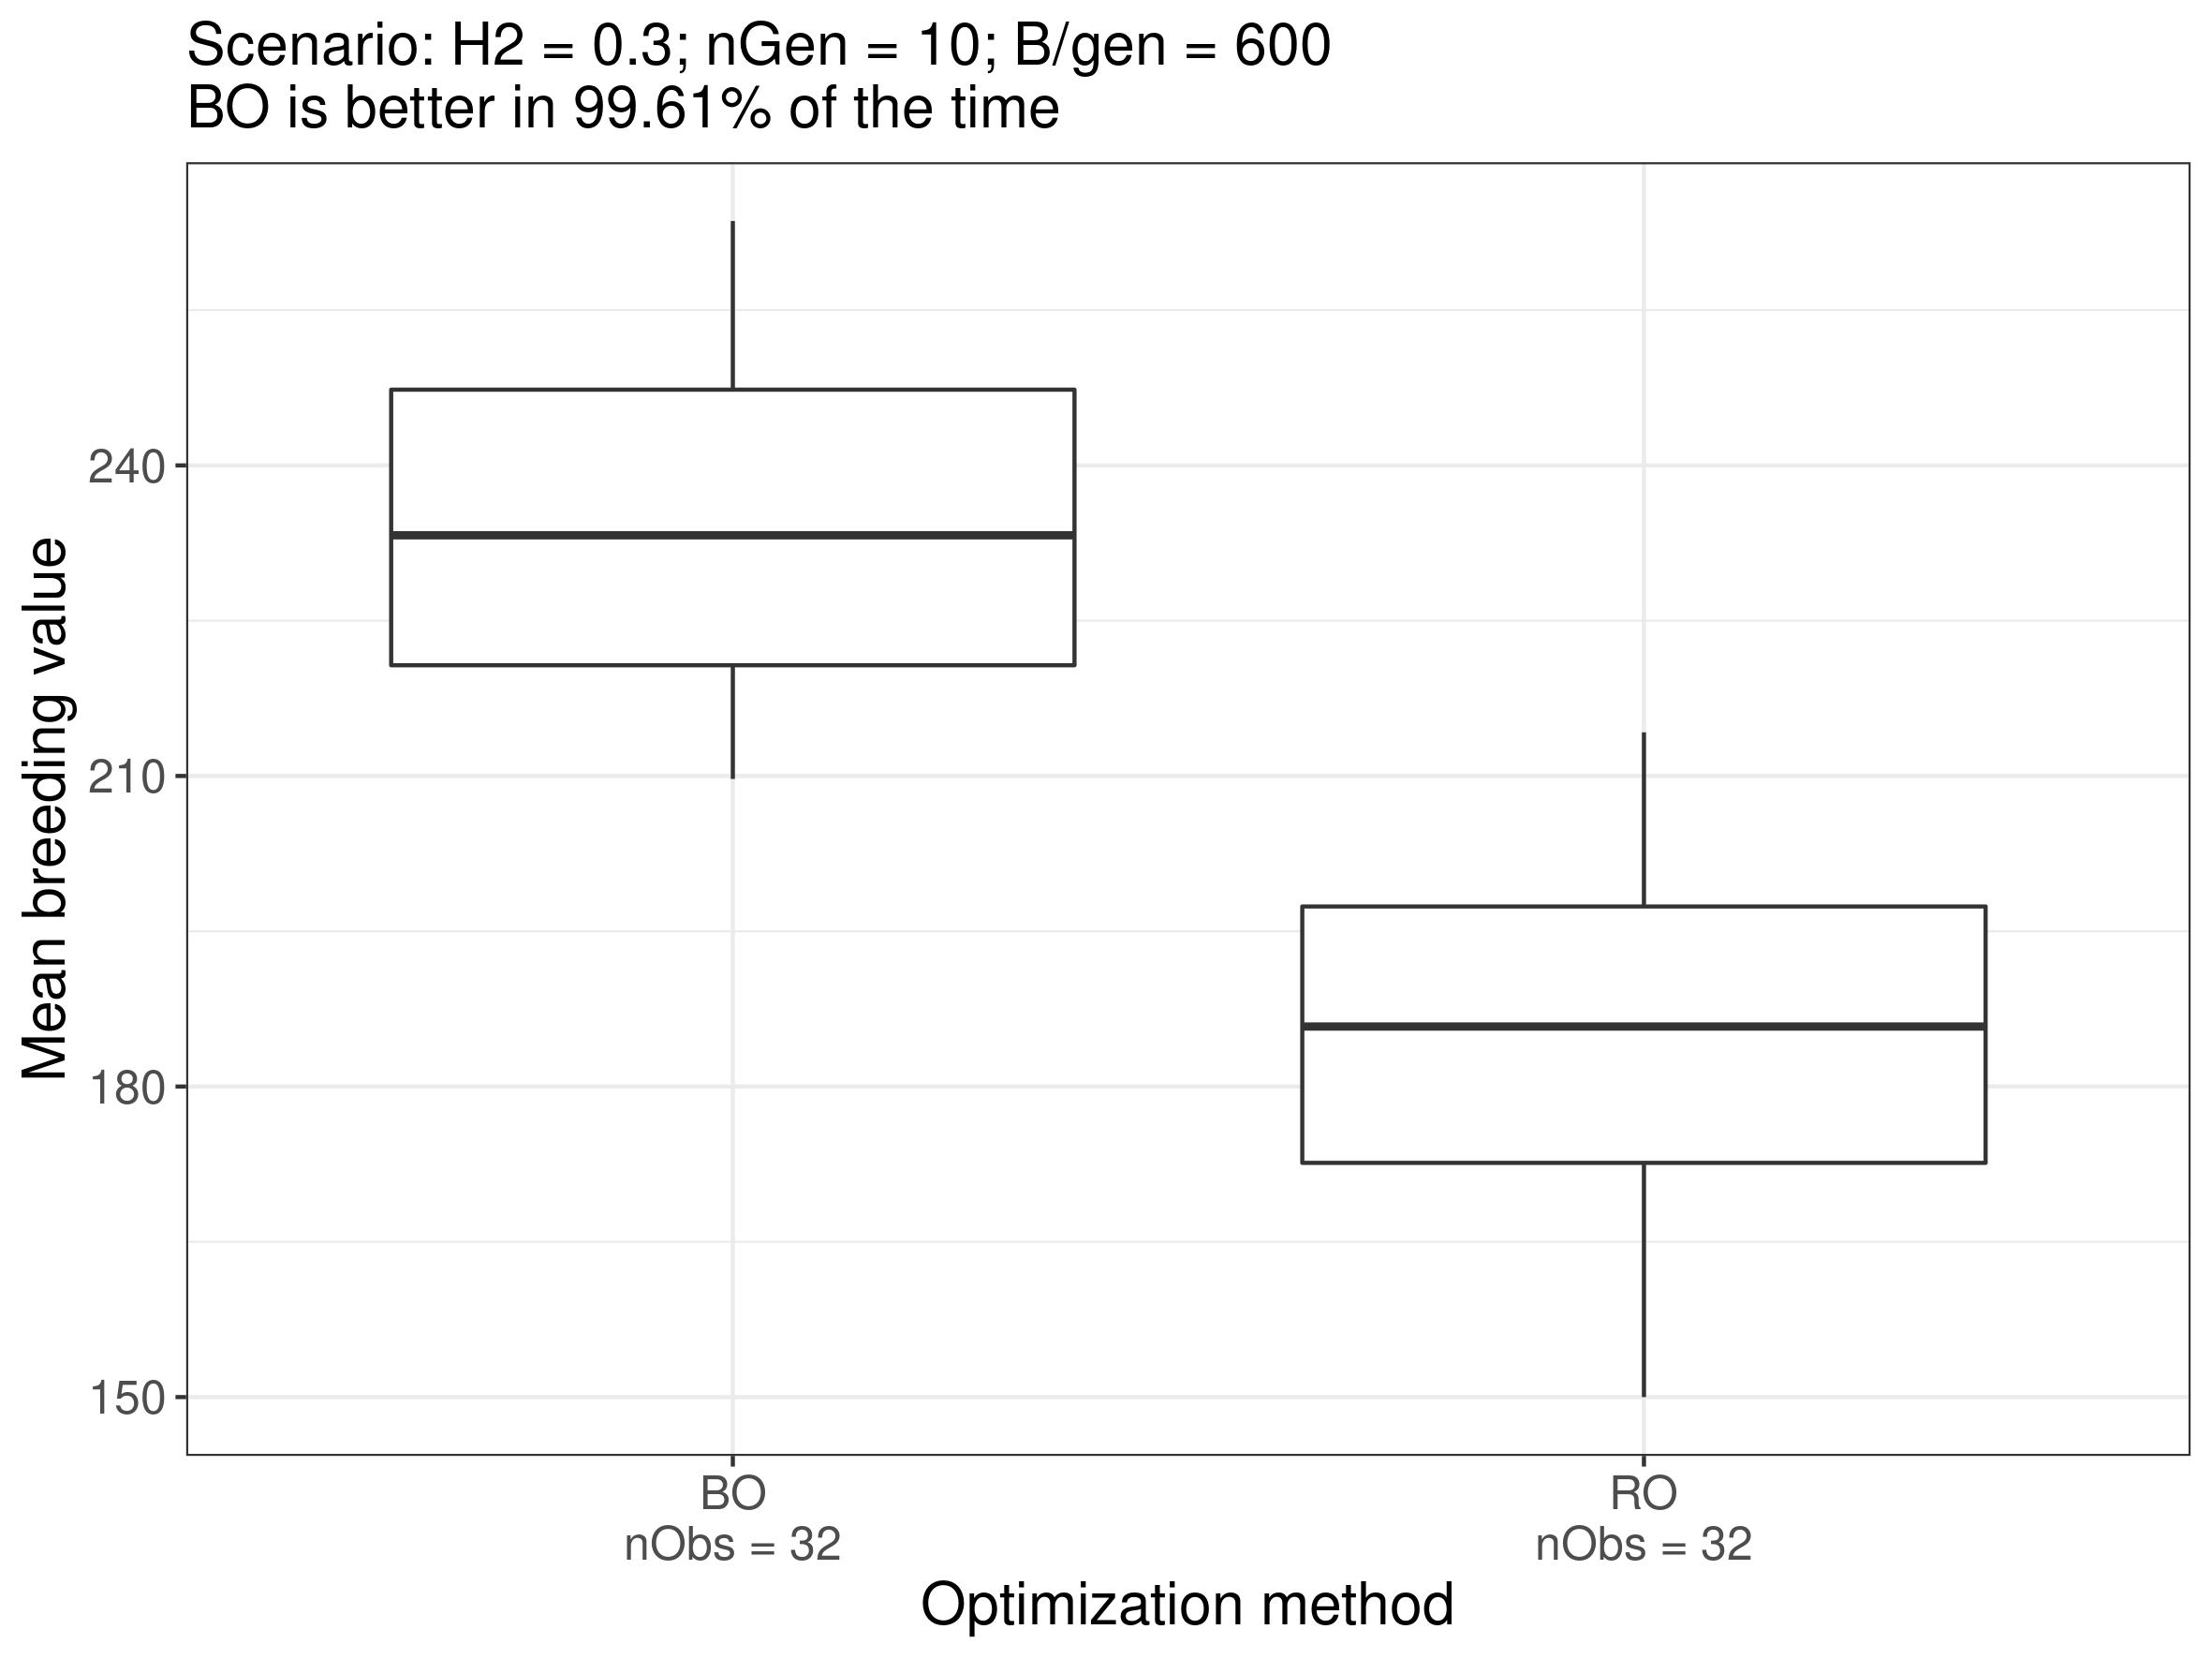 Scenario: H2 = 0.3; nGen = 10; B/gen = 600
BO is better in 99.61% of the time
Mean breeding value
240
210
180
150
BO
nObs = 32
RO
nObs = 32
Optimization method